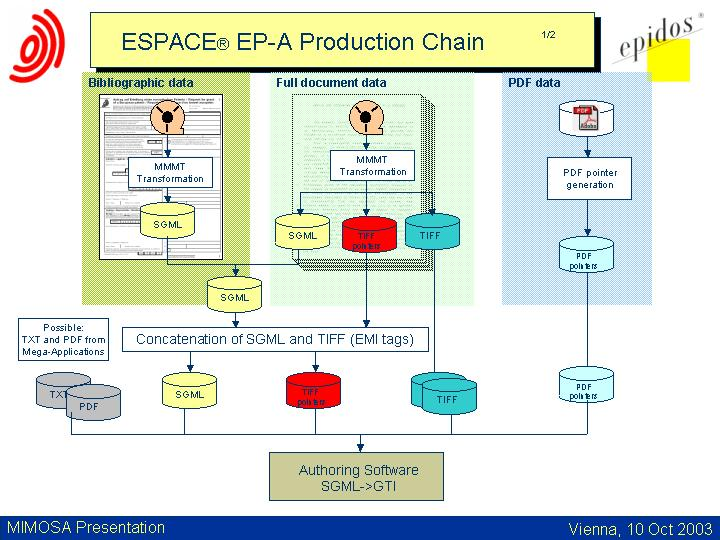 ESPACE® EP-A Production Chain
1/2
epidos
Bibliographic data
Full document data
PDF data
PDF
Adobe
MMMT
Transformation
MMMT
Transformation
PDF pointer
generation
SGML
SGML
TIFF
pointers
TIFF
PDF
pointers
SGML
Possible:
TXT and PDF from
Mega-Applications
Concatenation of SGML and TIFF (EMI tags)
TXT
PDF
SGML
TIFF
pointers
TIFF
PDF
pointers
Authoring Software
SGML->GTI
MIMOSA Presentation
Vienna, 10 Oct 2003